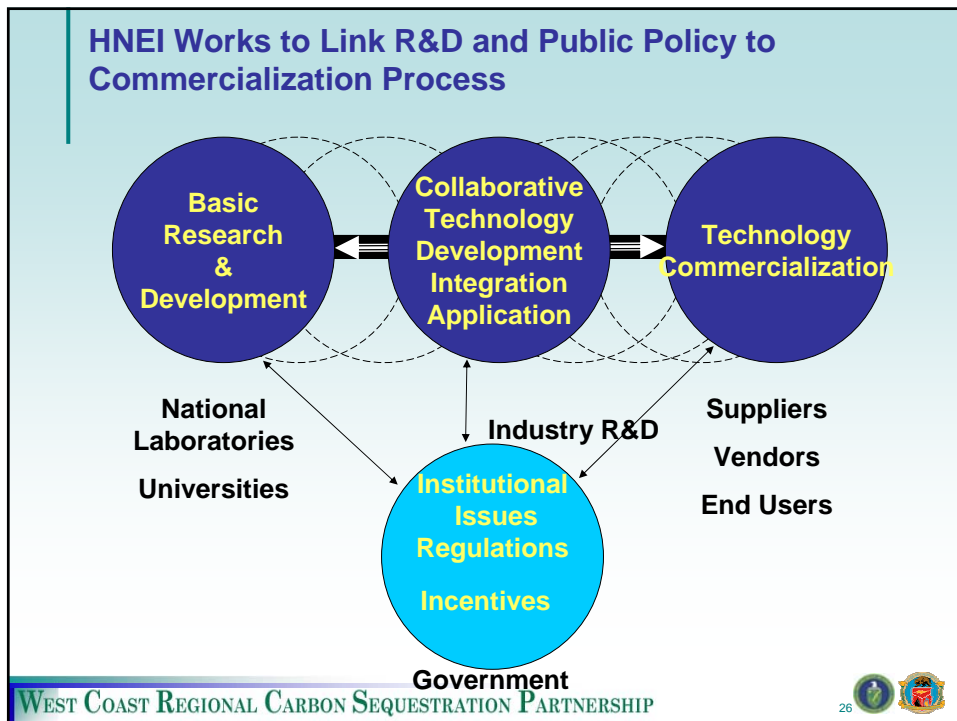 HNEI Works to Link R&D and Public Policy to
Commercialization Process
Basic
Research
&
Development
Collaborative
Technology
Development
Integration
Application
Technology
Commercialization
National
Laboratories
Universities
Industry R&D
Suppliers
Vendors
End Users
Institutional
Issues
Regulations
Incentives
Government
WEST COAST REGIONAL CARBON SEQUESTRATION PARTNERSHIP
26